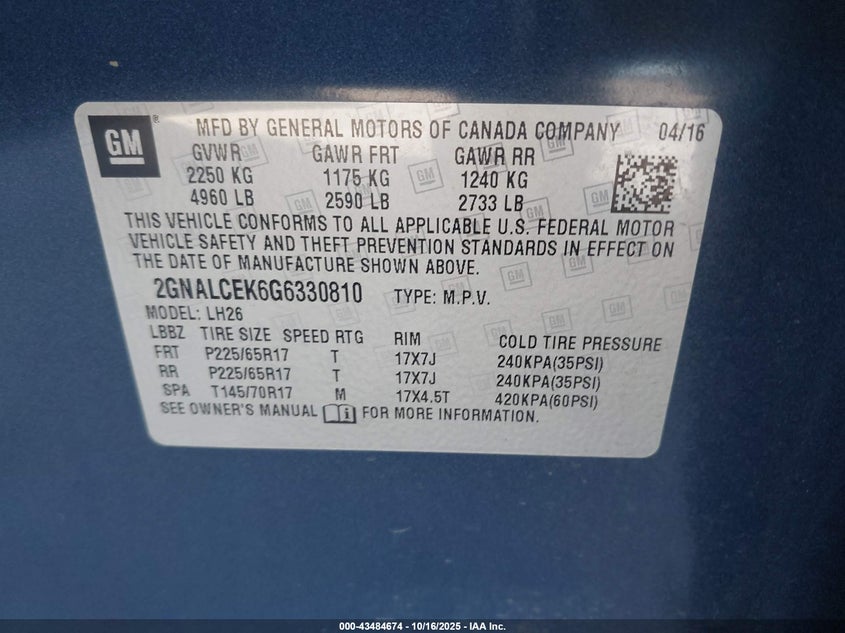 GM ® MFD BY GENERAL MOTORS OF CANADA COMPANY 04/16
GVWR GAWR FRT GAWR RR
2250 KG 1175 KG 1240 KG
4960 LB 2590 LB 2733 LB
THIS VEHICLE CONFORMS TO ALL APPLICABLE U.S. FEDERAL MOTOR
VEHICLE SAFETY AND THEFT PREVENTION STANDARDS IN EFFECT ON
THE DATE OF MANUFACTURE SHOWN ABOVE.
2GNALCEK6G6330810 TYPE: M.P.V.
MODEL: LH26
LBBZ TIRE SIZE SPEED RTG RIM COLD TIRE PRESSURE
FRT P225/65R17 T 17X7J 240KPA(35PSI)
RR P225/65R17 T 17X7J 240KPA(35PSI)
SPA T145/70R17 M 17X4.5T 420KPA(60PSI)
SEE OWNER'S MANUAL i FOR MORE INFORMATION.
000-43484674 - 10/16/2025 - IAA Inc.